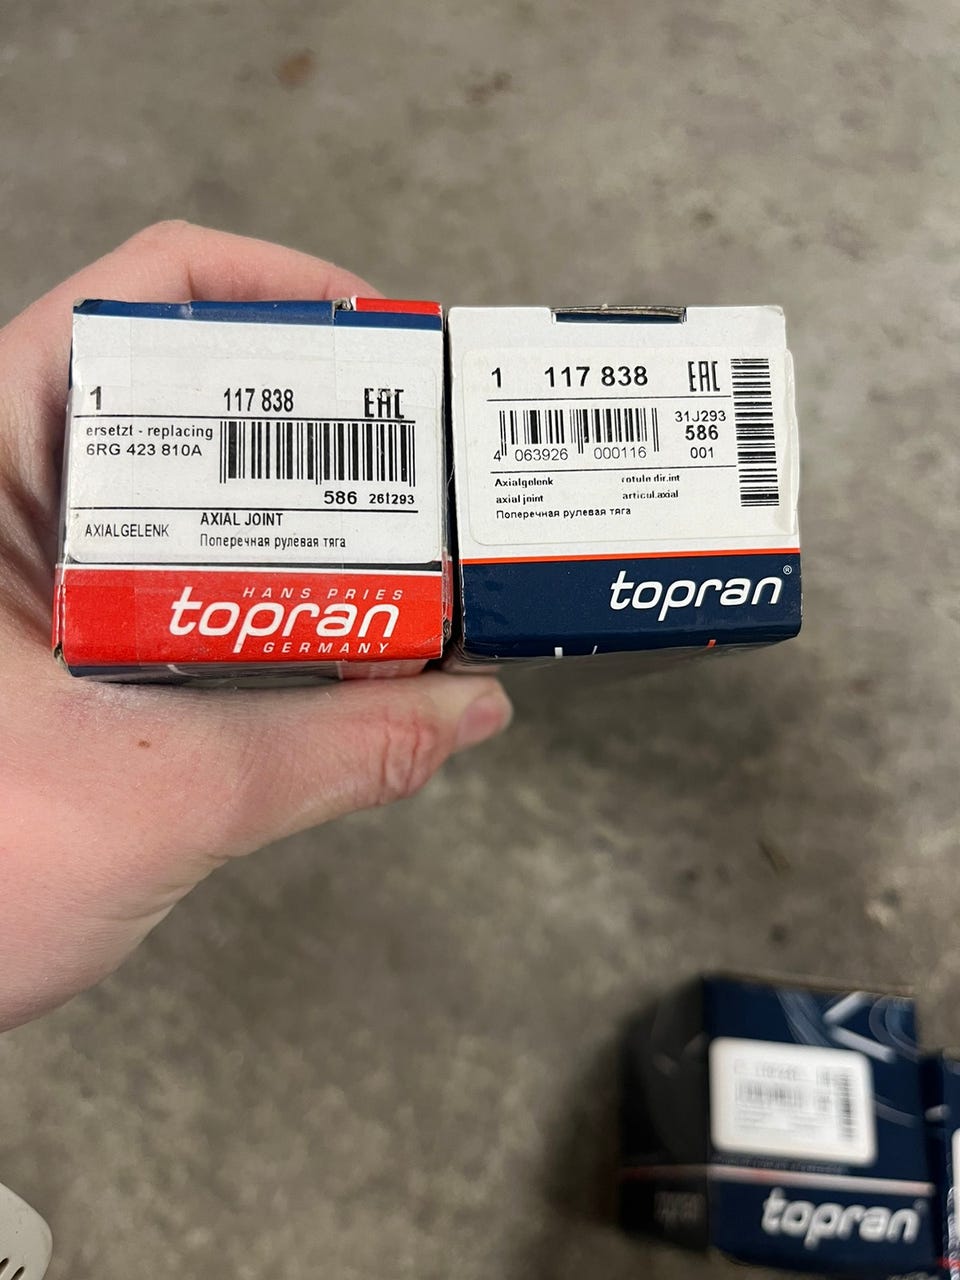 1 117 838 EAC
ersetzt - replacing
6RG 423 810A
586 261293
AXIALGELENK
AXIAL JOINT
Поперечная рулевая тяга
HANS PRIES
topran
GERMANY
1 117 838 EAC
31J293
586
001
4 063926 000116
Axialgelenk rotule dir.int
axial joint articul.axial
Поперечная рулевая тяга
topran®
topran